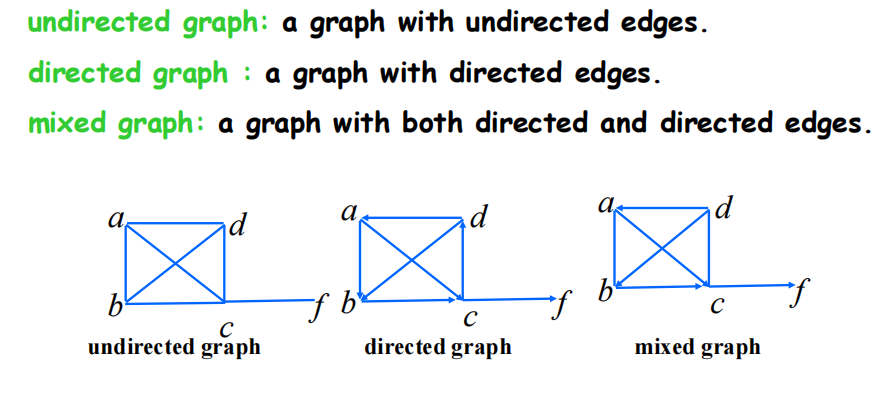 undirected graph: a graph with undirected edges.
directed graph : a graph with directed edges.
mixed graph: a graph with both directed and directed edges.
a d a d a d
b c f b c f b c f
undirected graph directed graph mixed graph